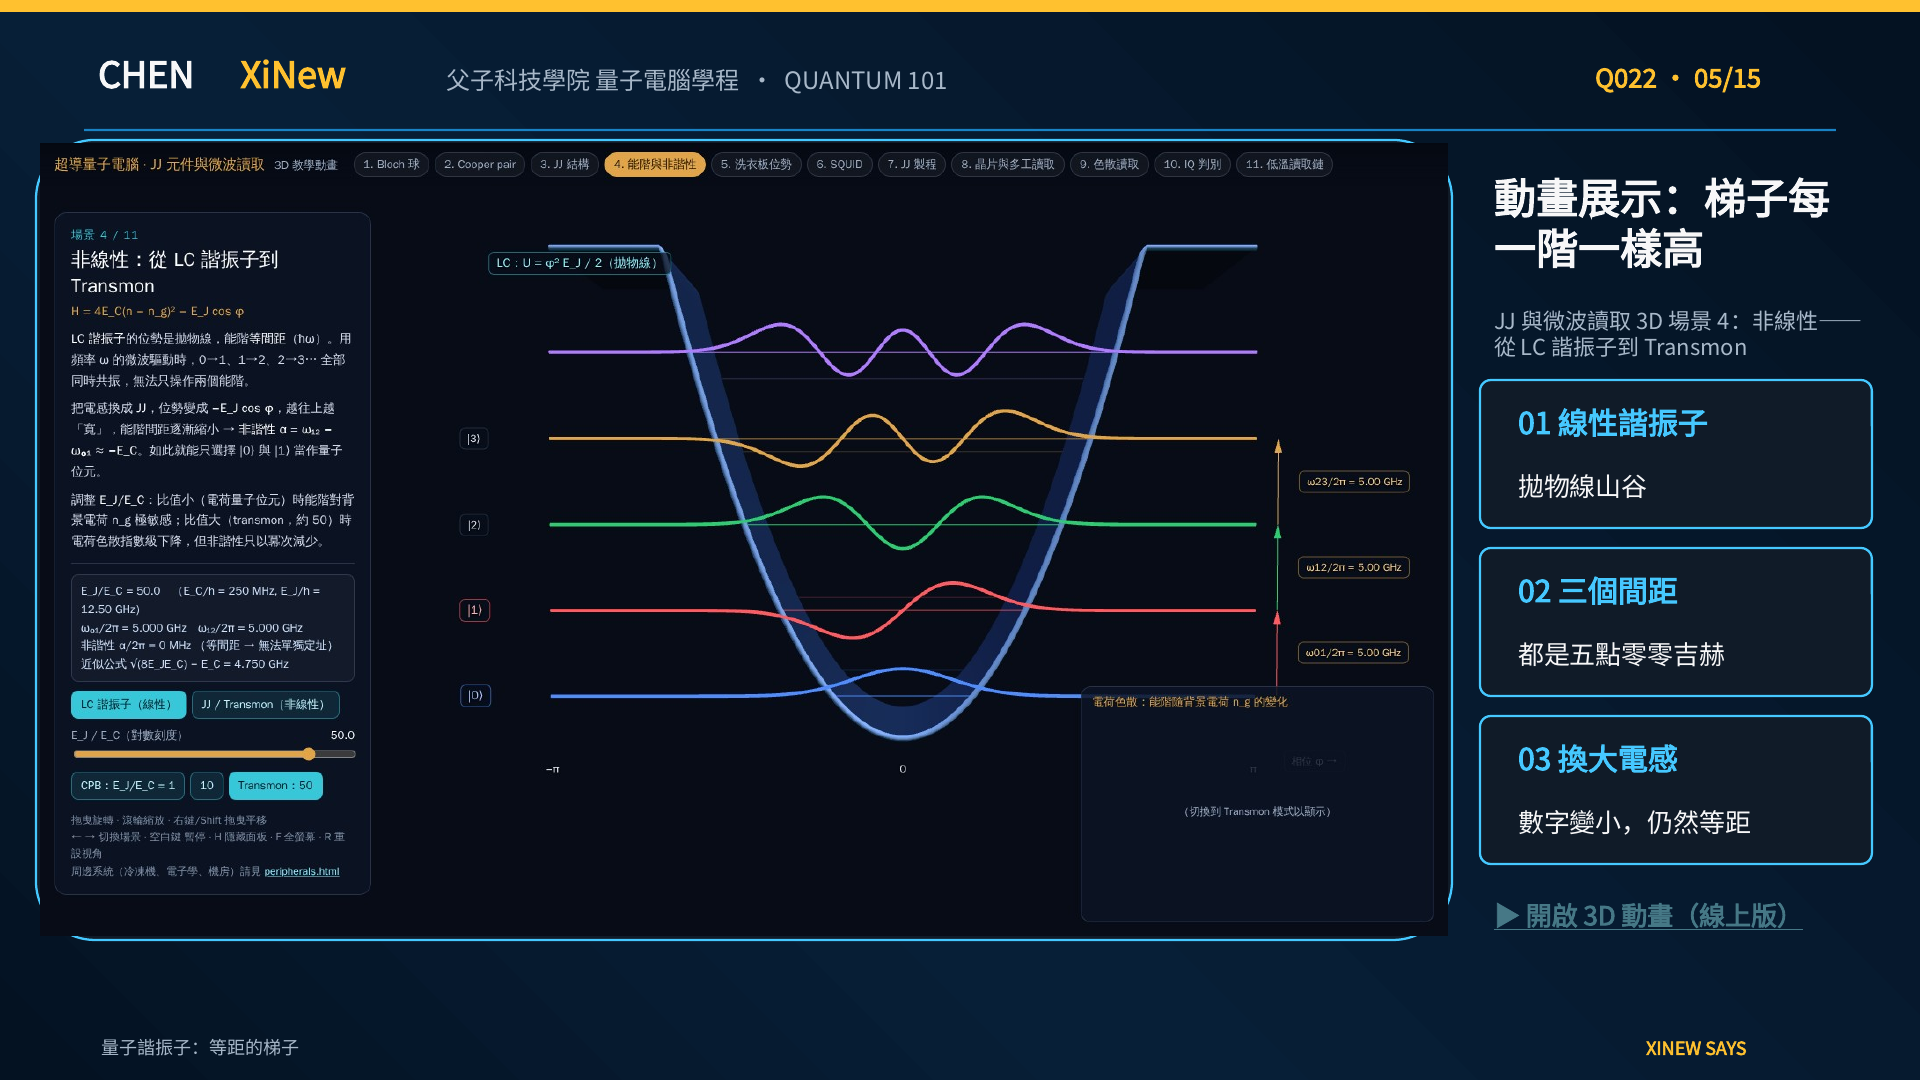 CHEN XiNew 父子科技學院 量子電腦學程 · QUANTUM 101 Q022 · 05/15
超導量子電腦 · JJ 元件與微波讀取 3D 教學動畫 1. Bloch 球 2. Cooper pair 3. JJ 結構 4. 能階與非諧性 5. 洗衣板位勢 6. SQUID 7. JJ 製程 8. 晶片與多工讀取 9. 色散讀取 10. IQ 判別 11. 低溫讀取鏈
場景 4 / 11
非線性：從 LC 諧振子到
Transmon
H = 4E_C(n − n_g)² − E_J cos φ
LC 諧振子的位勢是拋物線，能階等間距（ħω）。用
頻率 ω 的微波驅動時，0→1、1→2、2→3⋯ 全部
同時共振，無法只操作兩個能階。
把電感換成 JJ，位勢變成 −E_J cos φ，越往上越
「寬」，能階間距逐漸縮小 → 非諧性 α = ω₁₂ −
ω₀₁ ≈ −E_C。如此就能只選擇 |0⟩ 與 |1⟩ 當作量子
位元。
調整 E_J/E_C：比值小（電荷量子位元）時能階對背
景電荷 n_g 極敏感；比值大（transmon，約 50）時
電荷色散指數級下降，但非諧性只以冪次減少。
E_J/E_C = 50.0 （E_C/h = 250 MHz, E_J/h =
12.50 GHz）
ω₀₁/2π = 5.000 GHz ω₁₂/2π = 5.000 GHz
非諧性 α/2π = 0 MHz （等間距 → 無法單獨定址）
近似公式 √(8E_JE_C) − E_C = 4.750 GHz
LC 諧振子（線性） JJ / Transmon（非線性）
E_J / E_C（對數刻度） 50.0
CPB：E_J/E_C = 1 10 Transmon：50
拖曳旋轉 · 滾輪縮放 · 右鍵/Shift 拖曳平移
← → 切換場景 · 空白鍵 暫停 · H 隱藏面板 · F 全螢幕 · R 重
設視角
周邊系統（冷凍機、電子學、機房）請見 peripherals.html
LC：U = φ² E_J / 2（拋物線）
|3⟩
|2⟩
|1⟩
|0⟩
ω23/2π = 5.00 GHz
ω12/2π = 5.00 GHz
ω01/2π = 5.00 GHz
−π 0 π 相位 φ →
電荷色散：能階隨背景電荷 n_g 的變化
（切換到 Transmon 模式以顯示）
動畫展示：梯子每
一階一樣高
JJ 與微波讀取 3D 場景 4：非線性——
從 LC 諧振子到 Transmon
01 線性諧振子
拋物線山谷
02 三個間距
都是五點零零吉赫
03 換大電感
數字變小，仍然等距
▶ 開啟 3D 動畫（線上版）
量子諧振子：等距的梯子
XINEW SAYS